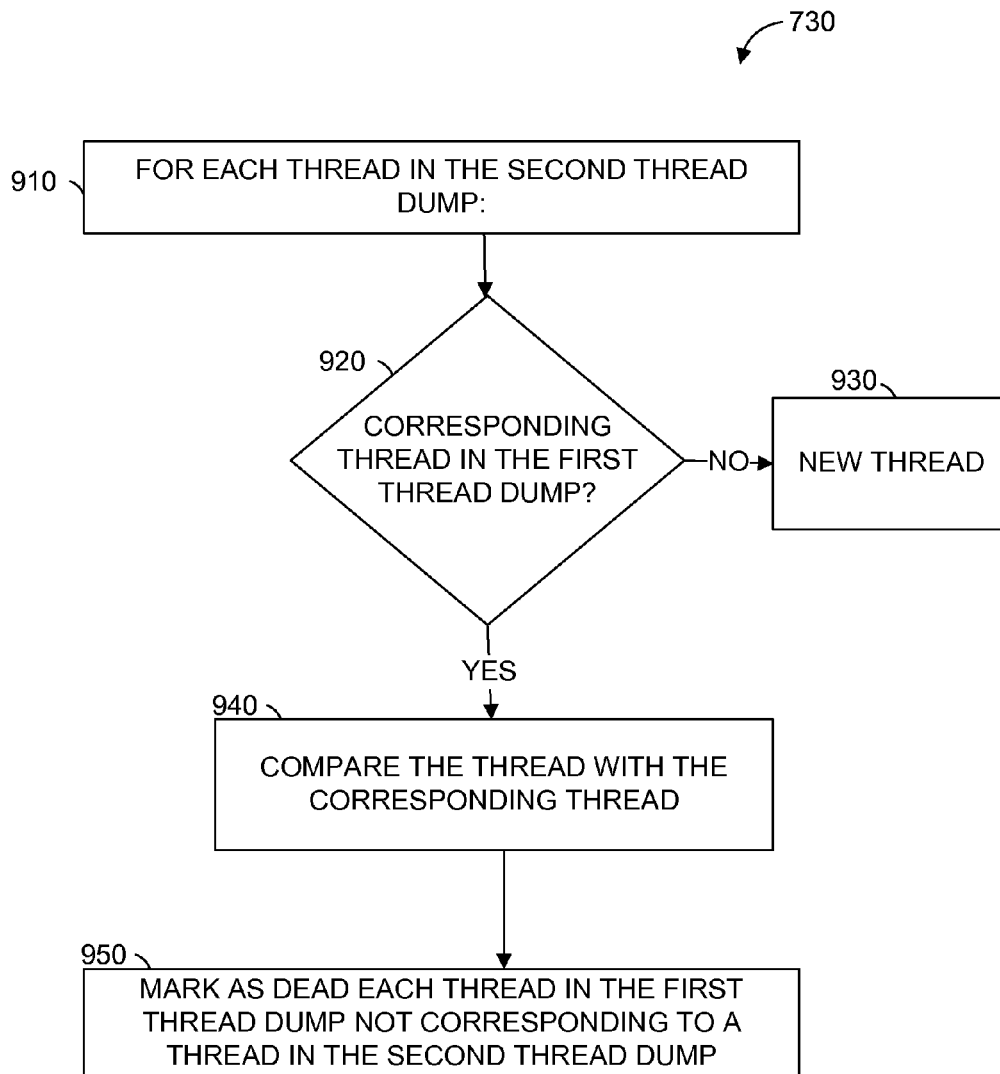 730
910
FOR EACH THREAD IN THE SECOND THREAD
DUMP:
920
CORRESPONDING
THREAD IN THE FIRST
THREAD DUMP?
NO
930
NEW THREAD
YES
940
COMPARE THE THREAD WITH THE
CORRESPONDING THREAD
950
MARK AS DEAD EACH THREAD IN THE FIRST
THREAD DUMP NOT CORRESPONDING TO A
THREAD IN THE SECOND THREAD DUMP